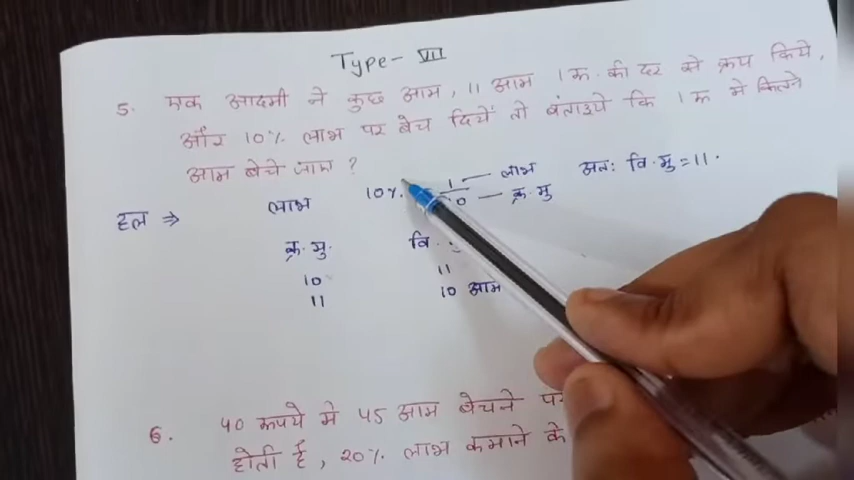 Type- VII
5. एक आदमी ने कुछ आम, 11 आम 1 रू. की दर से क्रय किये,
और 10% लाभ पर बेच दियें तो बताइये कि 1 रू में कितने
आम बेचे जाए ?
हल ⇒ लाभ 10% 1 — लाभ अतः वि.मु = 11.
— क्र.मु
क्र.मु. वि.
10 11
11 10 आम
6. 40 रूपये मे 45 आम बेचने
होती है, 20% लाभ कमाने के